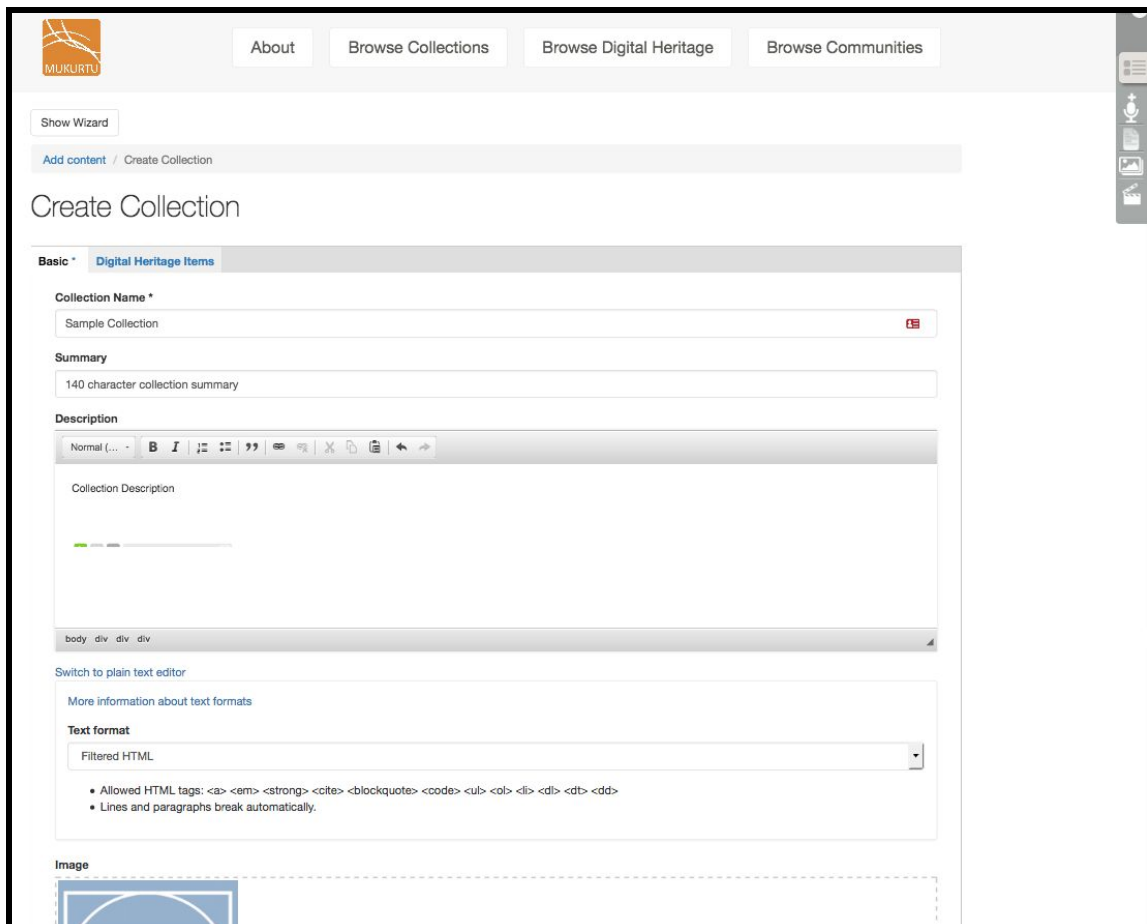 MUKURTU
About Browse Collections Browse Digital Heritage Browse Communities
Show Wizard
Add content / Create Collection
Create Collection
Basic * Digital Heritage Items
Collection Name *
Sample Collection
Summary
140 character collection summary
Description
Normal (... B I
Collection Description
body div div div
Switch to plain text editor
More information about text formats
Text format
Filtered HTML
• Allowed HTML tags: <a> <em> <strong> <cite> <blockquote> <code> <ul> <ol> <li> <dl> <dt> <dd>
• Lines and paragraphs break automatically.
Image